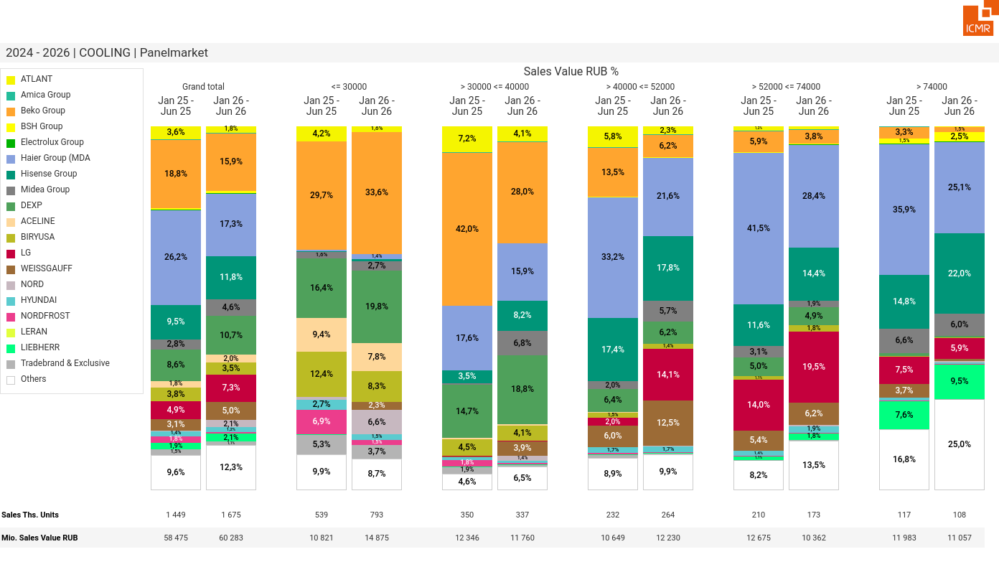 ICMR
2024 - 2026 | COOLING | Panelmarket
ATLANT
Amica Group
Beko Group
BSH Group
Electrolux Group
Haier Group (MDA
Hisense Group
Midea Group
DEXP
ACELINE
BIRYUSA
LG
WEISSGAUFF
NORD
HYUNDAI
NORDFROST
LERAN
LIEBHERR
Tradebrand & Exclusive
Others
Sales Value RUB %
Grand total
Jan 25 -
Jun 25
3,6%
18,8%
26,2%
9,5%
2,8%
8,6%
1,8%
3,8%
4,9%
3,1%
1,4%
1,8%
1,9%
1,5%
9,6%
Jan 26 -
Jun 26
1,8%
15,9%
17,3%
11,8%
4,6%
10,7%
2,0%
3,5%
7,3%
5,0%
2,1%
1,2%
2,1%
1,1%
12,3%
<= 30000
Jan 25 -
Jun 25
4,2%
29,7%
1,6%
16,4%
9,4%
12,4%
2,7%
6,9%
5,3%
9,9%
Jan 26 -
Jun 26
1,6%
33,6%
1,4%
2,7%
19,8%
7,8%
8,3%
2,3%
6,6%
1,5%
1,5%
3,7%
8,7%
> 30000 <= 40000
Jan 25 -
Jun 25
7,2%
42,0%
17,6%
3,5%
14,7%
4,5%
1,8%
1,9%
4,6%
Jan 26 -
Jun 26
4,1%
28,0%
15,9%
8,2%
6,8%
18,8%
4,1%
3,9%
1,4%
6,5%
> 40000 <= 52000
Jan 25 -
Jun 25
5,8%
13,5%
33,2%
17,4%
2,0%
6,4%
1,5%
2,0%
6,0%
1,7%
8,9%
Jan 26 -
Jun 26
2,3%
6,2%
21,6%
17,8%
5,7%
6,2%
1,4%
14,1%
12,5%
1,7%
9,9%
> 52000 <= 74000
Jan 25 -
Jun 25
1,2%
5,9%
41,5%
11,6%
3,1%
5,0%
1,1%
14,0%
5,4%
1,4%
1,1%
8,2%
Jan 26 -
Jun 26
3,8%
28,4%
14,4%
1,9%
4,9%
1,8%
19,5%
6,2%
1,9%
1,8%
13,5%
> 74000
Jan 25 -
Jun 25
3,3%
1,5%
35,9%
14,8%
6,6%
7,5%
3,7%
7,6%
16,8%
Jan 26 -
Jun 26
1,5%
2,5%
25,1%
22,0%
6,0%
5,9%
9,5%
25,0%
Sales Ths. Units 1 449 1 675 539 793 350 337 232 264 210 173 117 108
Mio. Sales Value RUB 58 475 60 283 10 821 14 875 12 346 11 760 10 649 12 230 12 675 10 362 11 983 11 057